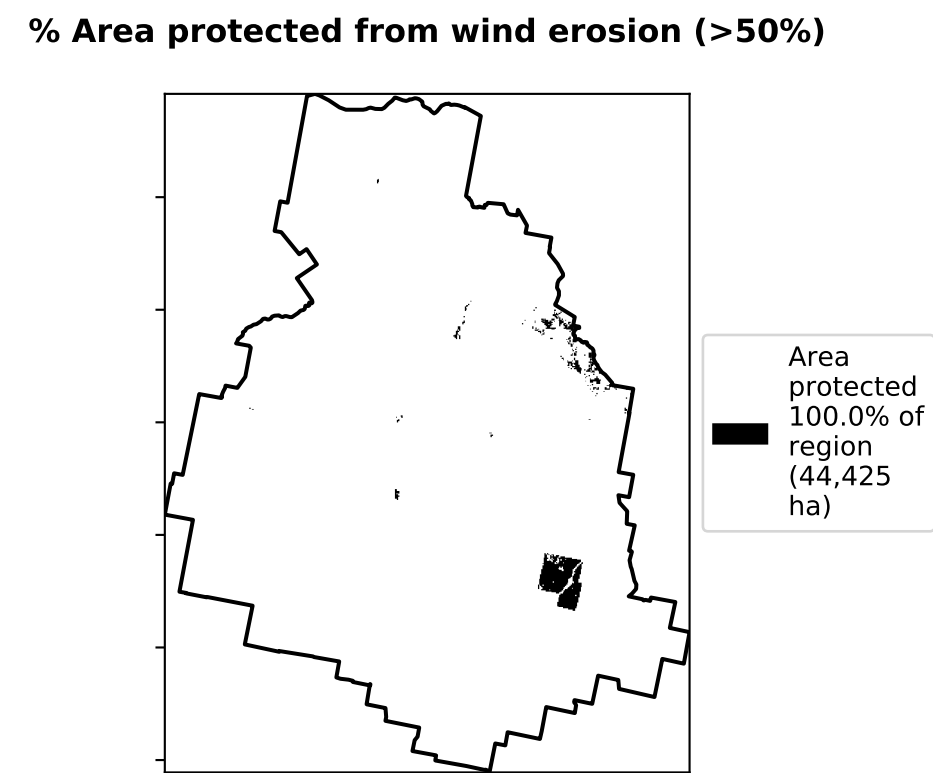 % Area protected from wind erosion (>50%)
Area
protected
100.0% of
region
(44,425
ha)